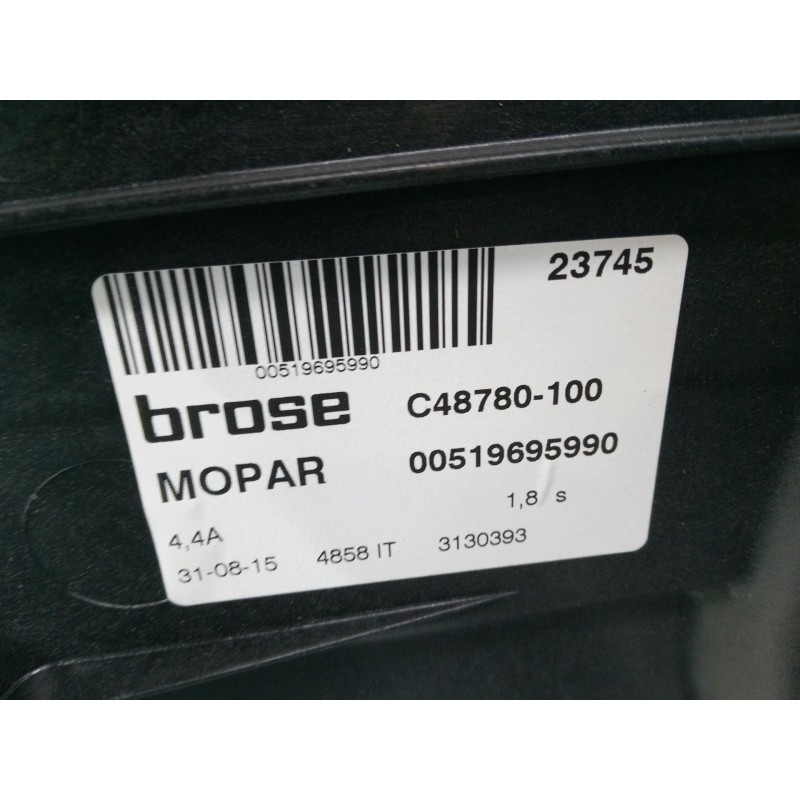 23745
00519695990
brose C48780-100
MOPAR 00519695990
4,4A 1,8 s
31-08-15 4858 IT 3130393